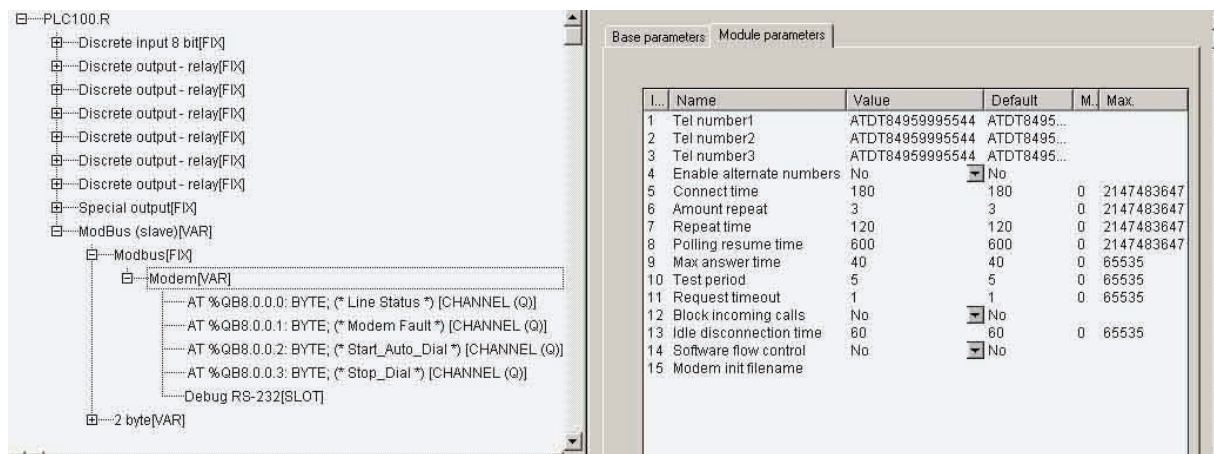 PLC100.R
Discrete input 8 bit[FIX]
Discrete output - relay[FIX]
Discrete output - relay[FIX]
Discrete output - relay[FIX]
Discrete output - relay[FIX]
Discrete output - relay[FIX]
Discrete output - relay[FIX]
Special output[FIX]
ModBus (slave)[VAR]
Modbus[FIX]
Modem[VAR]
AT %QB8.0.0.0: BYTE; (* Line Status *) [CHANNEL (Q)]
AT %QB8.0.0.1: BYTE; (* Modem Fault *) [CHANNEL (Q)]
AT %QB8.0.0.2: BYTE; (* Start_Auto_Dial *) [CHANNEL (Q)]
AT %QB8.0.0.3: BYTE; (* Stop_Dial *) [CHANNEL (Q)]
Debug RS-232[SLOT]
2 byte[VAR]
Base parameters Module parameters
I... Name Value Default M.. Max.
1 Tel number1 ATDT84959995544 ATDT8495...
2 Tel number2 ATDT84959995544 ATDT8495...
3 Tel number3 ATDT84959995544 ATDT8495...
4 Enable alternate numbers No No
5 Connect time 180 180 0 2147483647
6 Amount repeat 3 3 0 2147483647
7 Repeat time 120 120 0 2147483647
8 Polling resume time 600 600 0 2147483647
9 Max answer time 40 40 0 65535
10 Test period 5 5 0 65535
11 Request timeout 1 1 0 65535
12 Block incoming calls No No
13 Idle disconnection time 60 60 0 65535
14 Software flow control No No
15 Modem init filename